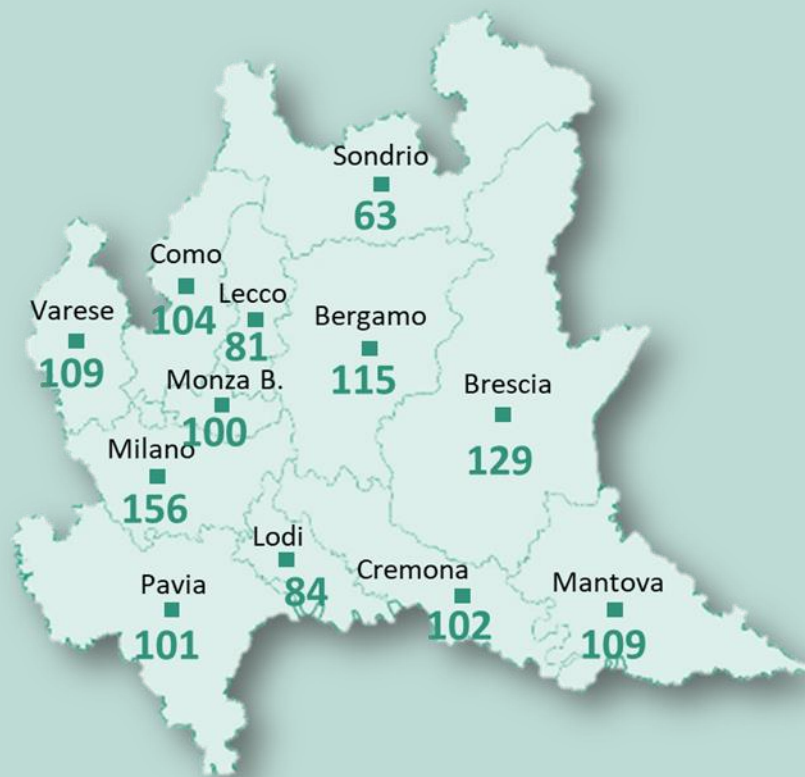 Sondrio
63
Como
104
Lecco
81
Varese
109
Bergamo
115
Monza B.
100
Brescia
129
Milano
156
Lodi
84
Cremona
102
Pavia
101
Mantova
109